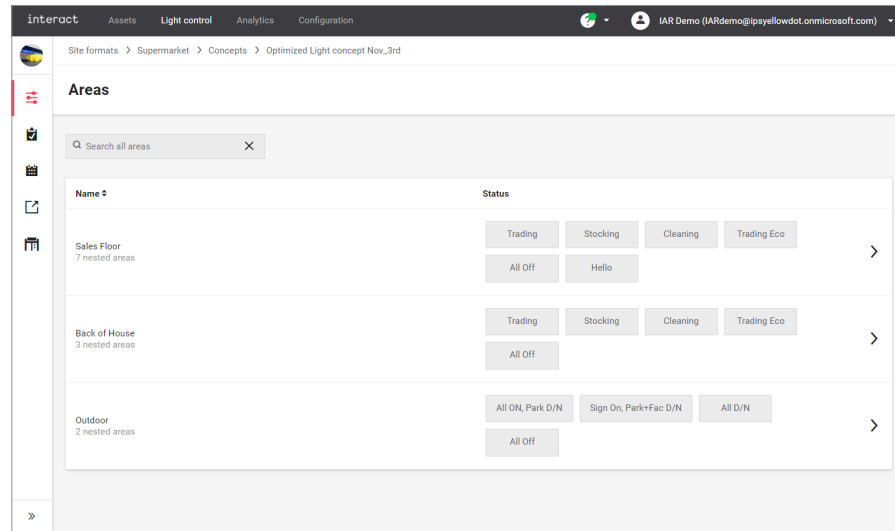 interact Assets Light control Analytics Configuration ? IAR Demo (IARdemo@ipsyellowdot.onmicrosoft.com)
Site formats > Supermarket > Concepts > Optimized Light concept Nov_3rd
Areas
Search all areas
Name Status
Trading Stocking Cleaning Trading Eco
Sales Floor
7 nested areas
All Off Hello
Trading Stocking Cleaning Trading Eco
Back of House
3 nested areas
All Off
All ON, Park D/N Sign On, Park+Fac D/N All D/N
Outdoor
2 nested areas
All Off